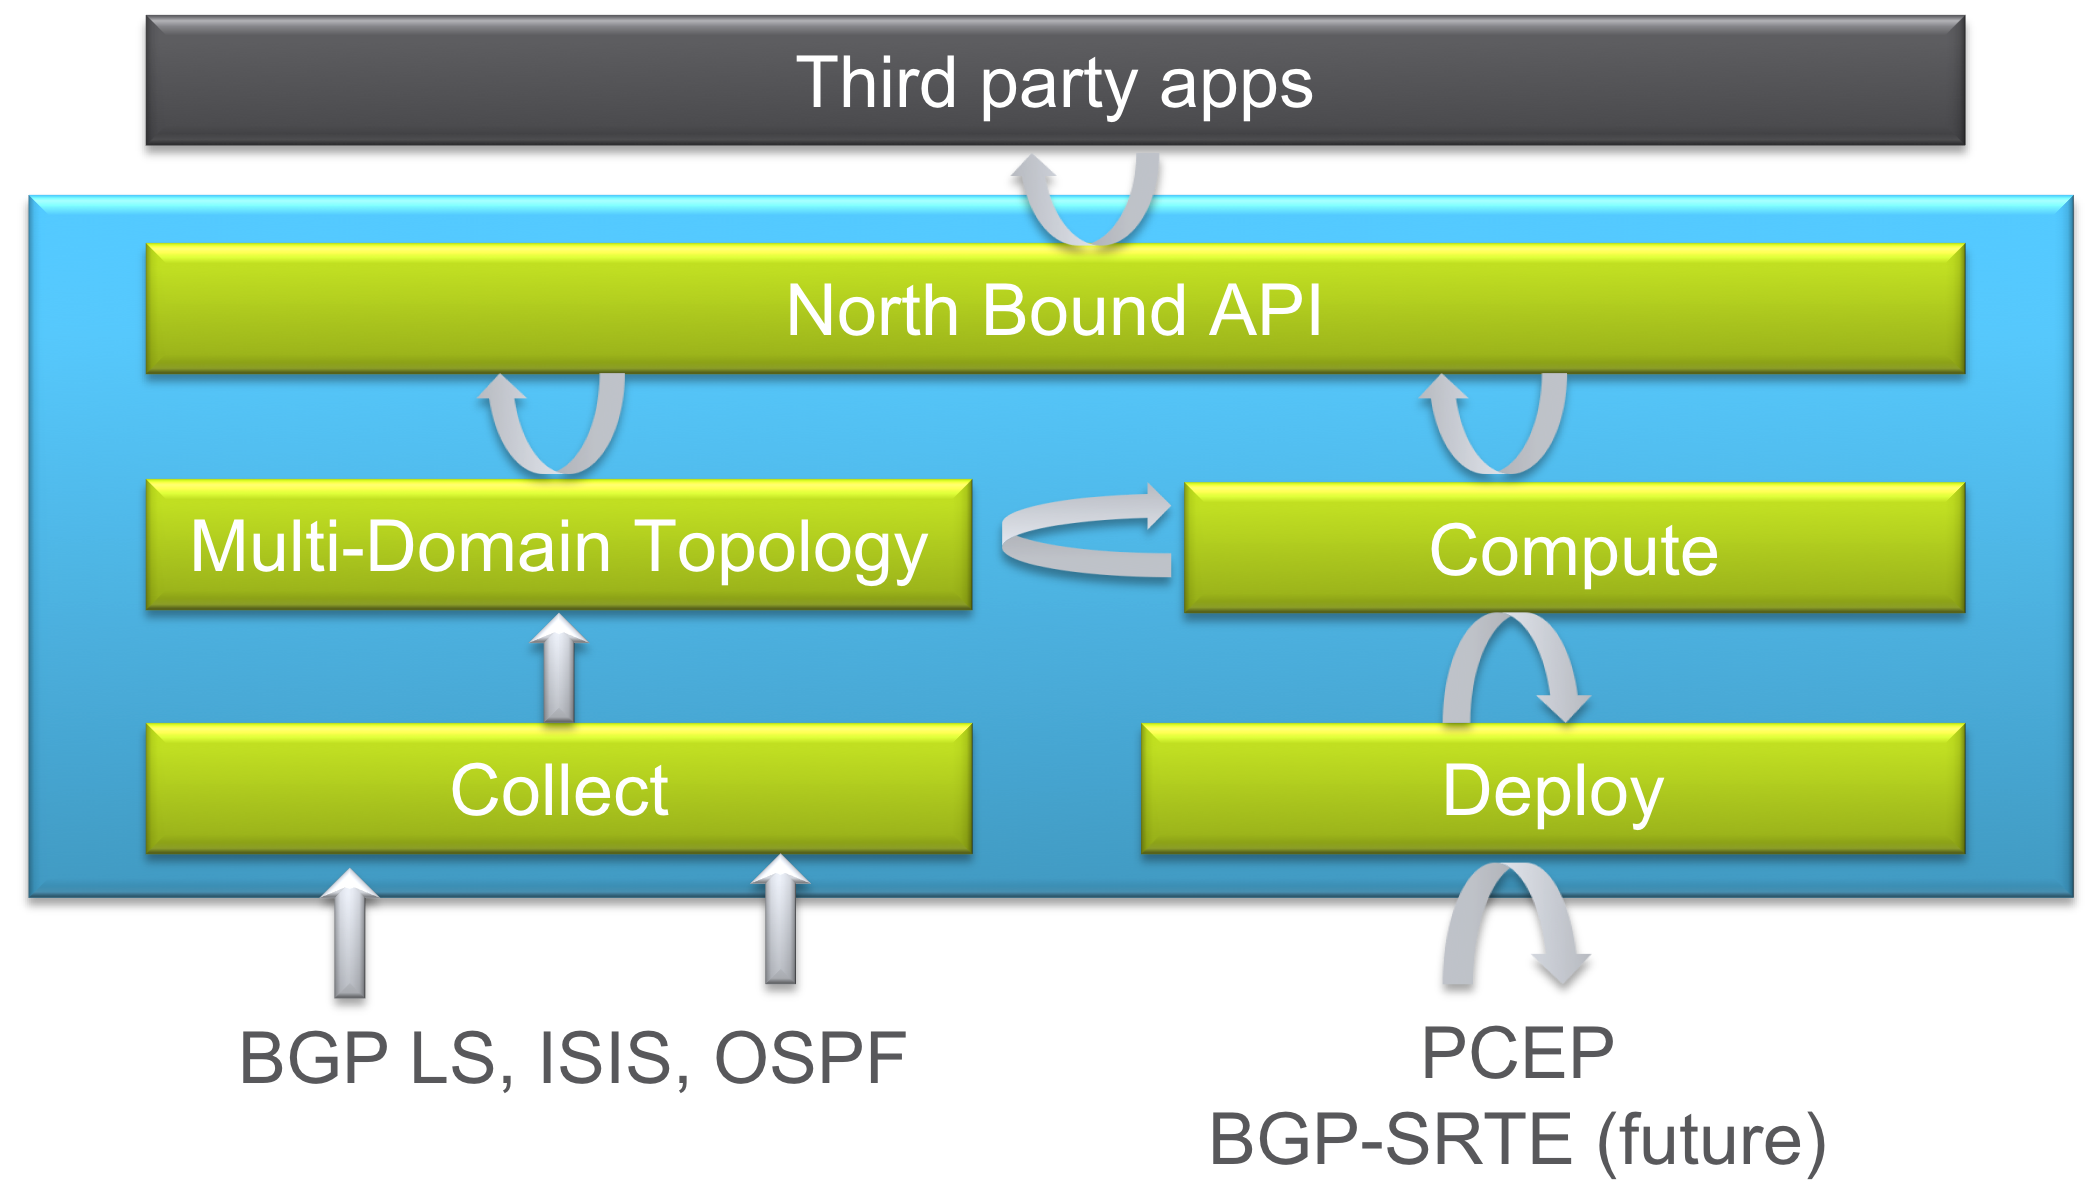 Third party apps
North Bound API
Multi-Domain Topology
Compute
Collect
Deploy
BGP LS, ISIS, OSPF
PCEP
BGP-SRTE (future)